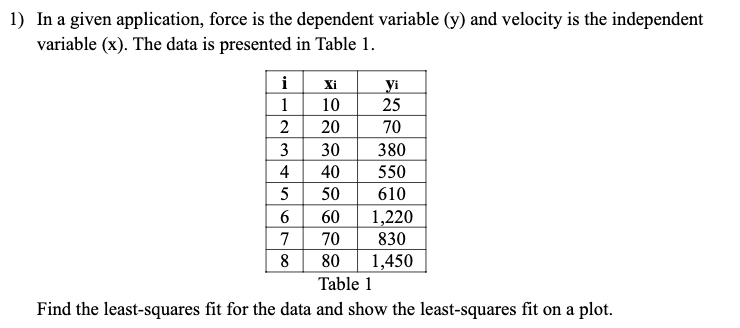 1) In a given application, force is the dependent variable (y) and velocity is the independent
variable (x). The data is presented in Table 1.
i xi yi
1 10 25
2 20 70
3 30 380
4 40 550
5 50 610
6 60 1,220
7 70 830
8 80 1,450
Table 1
Find the least-squares fit for the data and show the least-squares fit on a plot.